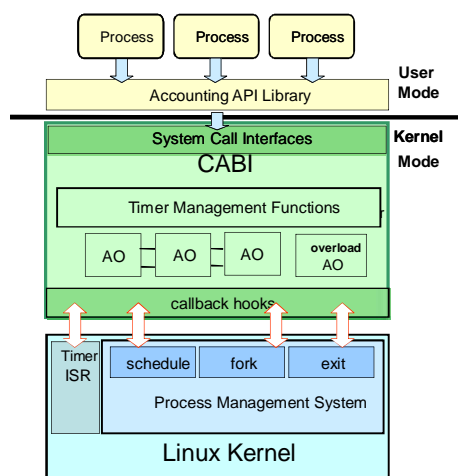 Process
Process
Process
User
Mode
Accounting API Library
System Call Interfaces
Kernel
CABI
Mode
Timer Management Functions
r
AO
AO
AO
overload
AO
callback hooks
Timer
ISR
schedule
fork
exit
Process Management System
Linux Kernel